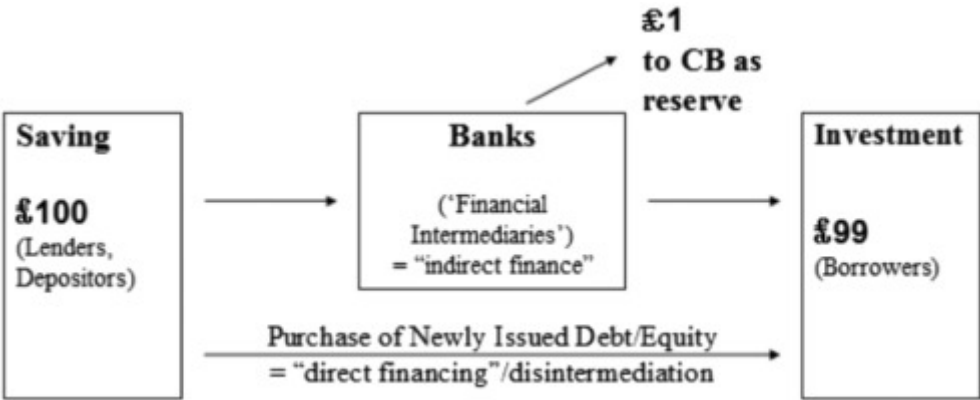 £1
to CB as
reserve
Saving
£100
(Lenders,
Depositors)
Banks
(‘Financial
Intermediaries’)
= “indirect finance”
Investment
£99
(Borrowers)
Purchase of Newly Issued Debt/Equity
= “direct financing”/disintermediation